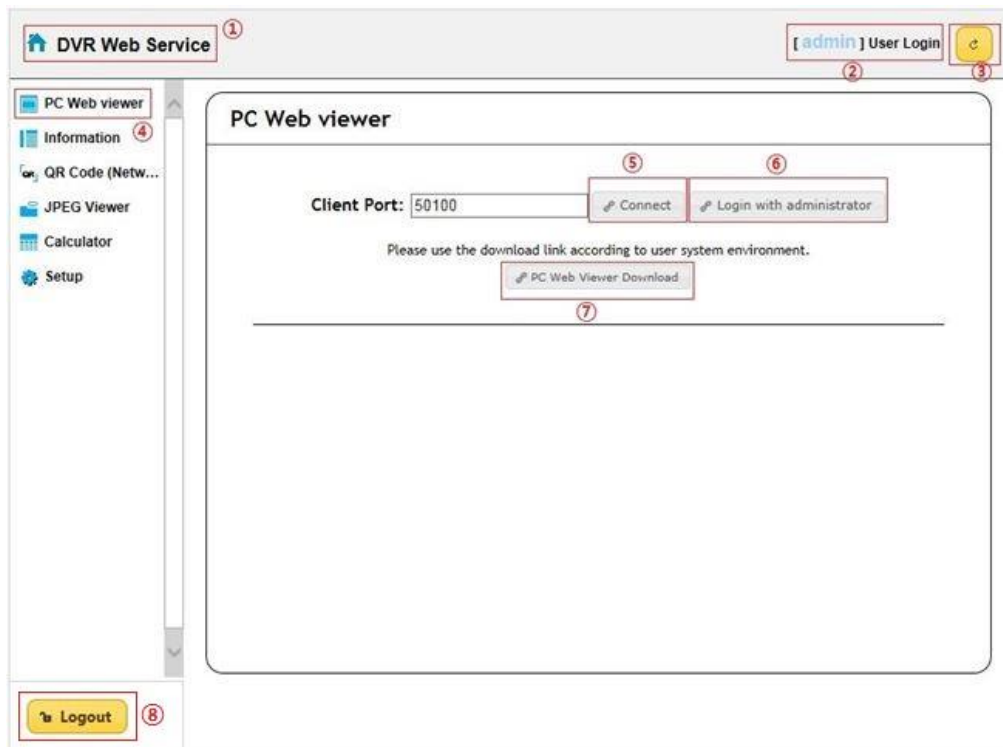 DVR Web Service ①
[ admin ] User Login
② ③
PC Web viewer
④
Information
QR Code (Netw...
JPEG Viewer
Calculator
Setup
PC Web viewer
⑤ ⑥
Client Port: 50100 Connect Login with administrator
Please use the download link according to user system environment.
PC Web Viewer Download
⑦
Logout ⑧